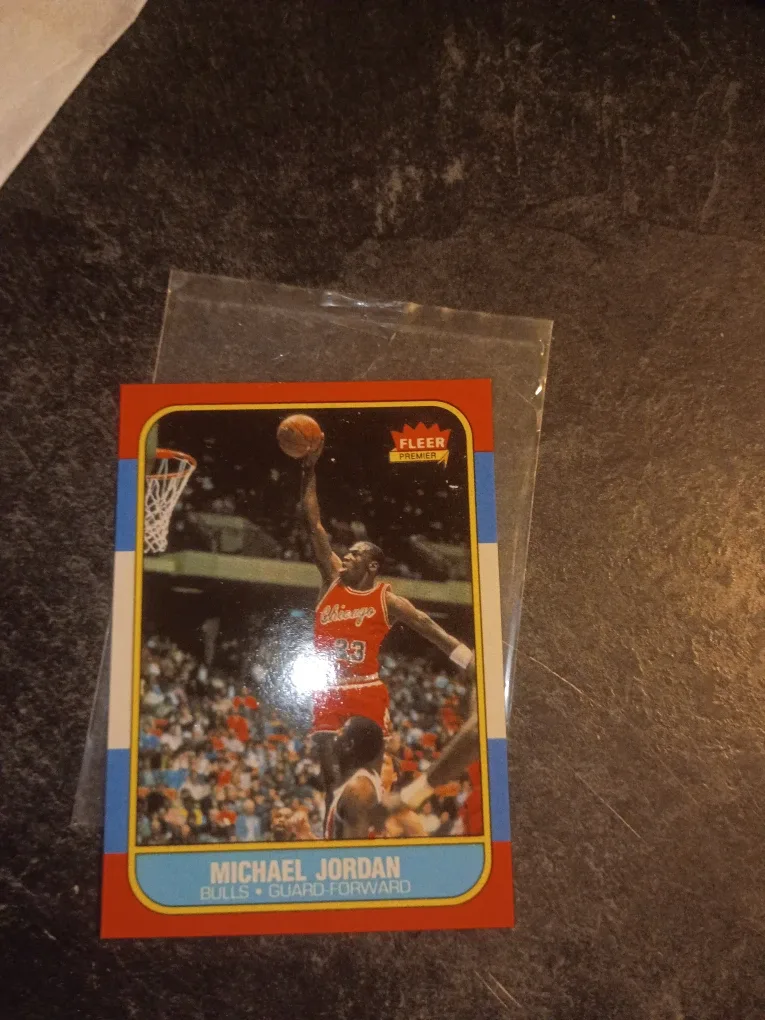 FLEER
PREMIER
Chicago
23
MICHAEL JORDAN
BULLS • GUARD-FORWARD